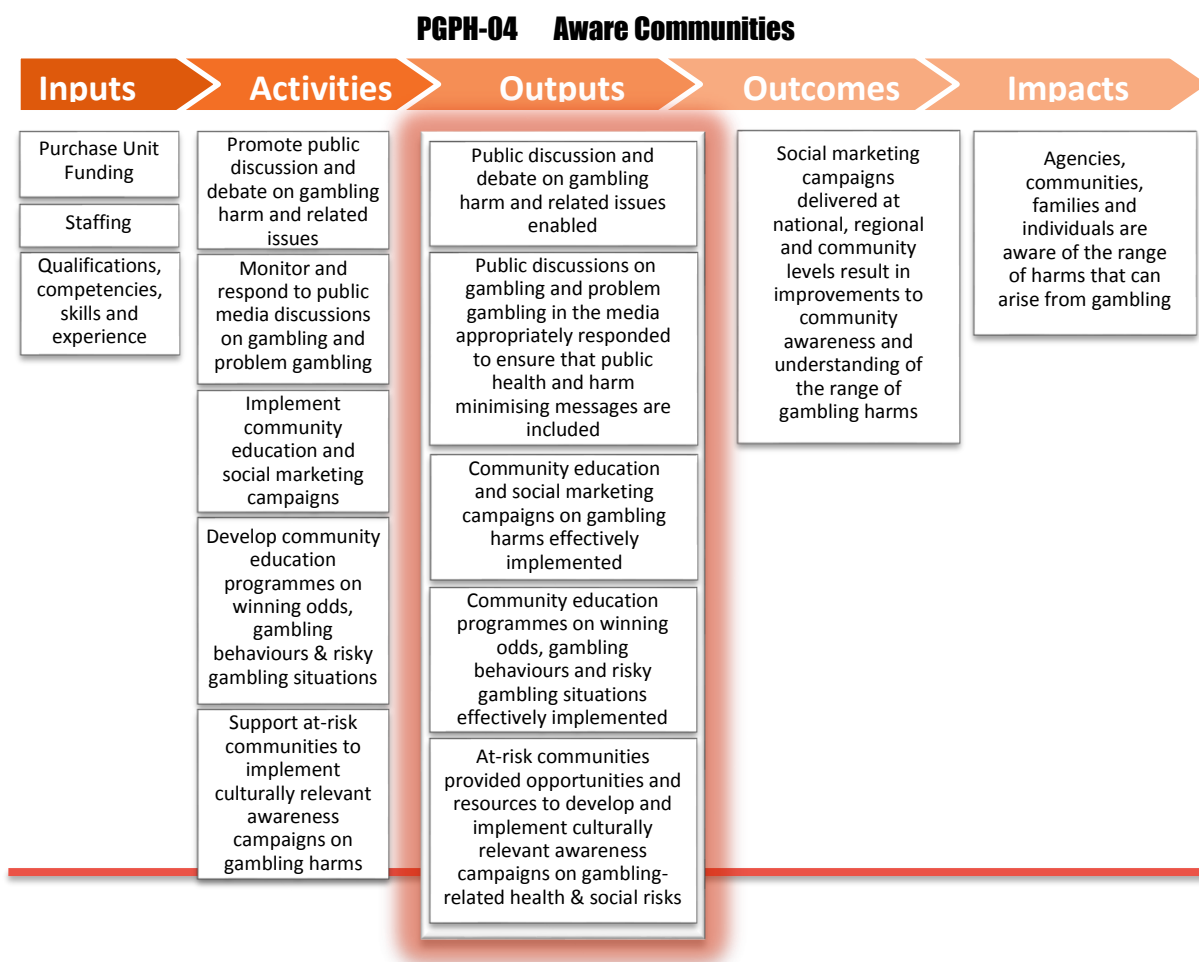 PGPH-04 Aware Communities
Inputs
Activities
Outputs
Outcomes
Impacts
Purchase Unit
Funding
Staffing
Qualifications,
competencies,
skills and
experience
Promote public
discussion and
debate on gambling
harm and related
issues
Monitor and
respond to public
media discussions
on gambling and
problem gambling
Implement
community
education and
social marketing
campaigns
Develop community
education
programmes on
winning odds,
gambling
behaviours & risky
gambling situations
Support at-risk
communities to
implement
culturally relevant
awareness
campaigns on
gambling harms
Public discussion and
debate on gambling
harm and related issues
enabled
Public discussions on
gambling and problem
gambling in the media
appropriately responded
to ensure that public
health and harm
minimising messages are
included
Community education
and social marketing
campaigns on gambling
harms effectively
implemented
Community education
programmes on winning
odds, gambling
behaviours and risky
gambling situations
effectively implemented
At-risk communities
provided opportunities and
resources to develop and
implement culturally
relevant awareness
campaigns on gambling-
related health & social risks
Social marketing
campaigns
delivered at
national, regional
and community
levels result in
improvements to
community
awareness and
understanding of
the range of
gambling harms
Agencies,
communities,
families and
individuals are
aware of the range
of harms that can
arise from gambling